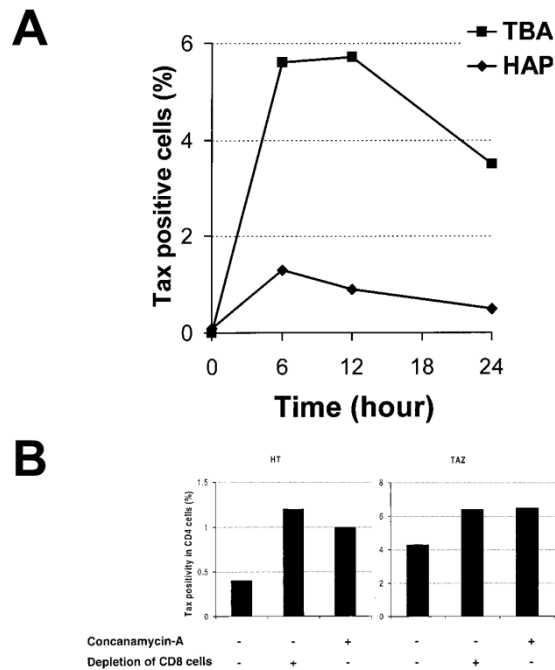 A
TBA
HAP
Tax positive cells (%)
6
4
2
0
0 6 12 18 24
Time (hour)
B
HT TAZ
Tax positivity in CD4 cells (%)
1.5
1
0.5
0
8
6
4
2
0
Concanamycin-A - - + - - +
Depletion of CD8 cells - + - - + -